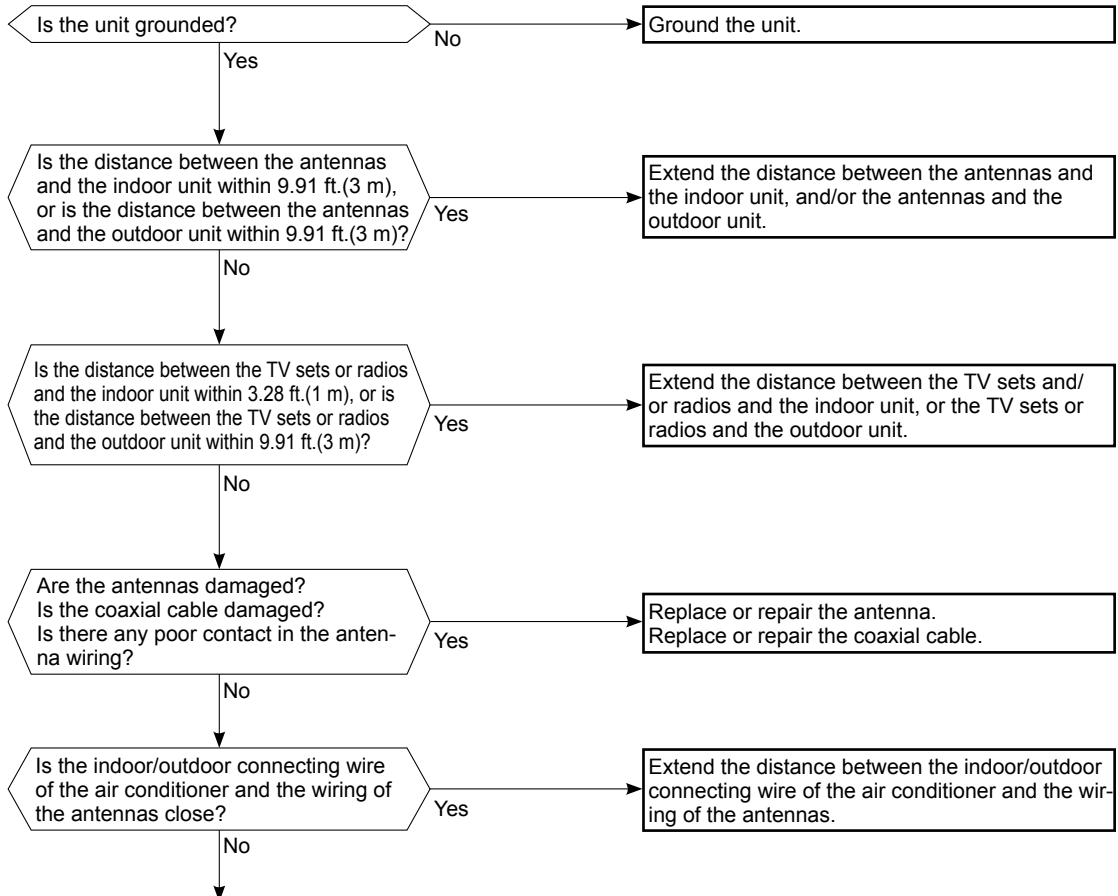 Is the unit grounded?
No
Ground the unit.
Yes
Is the distance between the antennas
and the indoor unit within 9.91 ft.(3 m),
or is the distance between the antennas
and the outdoor unit within 9.91 ft.(3 m)?
Yes
Extend the distance between the antennas and
the indoor unit, and/or the antennas and the
outdoor unit.
No
Is the distance between the TV sets or radios
and the indoor unit within 3.28 ft.(1 m), or is
the distance between the TV sets or radios
and the outdoor unit within 9.91 ft.(3 m)?
Yes
Extend the distance between the TV sets and/
or radios and the indoor unit, or the TV sets or
radios and the outdoor unit.
No
Are the antennas damaged?
Is the coaxial cable damaged?
Is there any poor contact in the anten-
na wiring?
Yes
Replace or repair the antenna.
Replace or repair the coaxial cable.
No
Is the indoor/outdoor connecting wire
of the air conditioner and the wiring of
the antennas close?
Yes
Extend the distance between the indoor/outdoor
connecting wire of the air conditioner and the wir-
ing of the antennas.
No